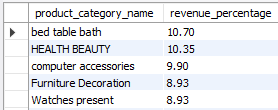 product_category_name revenue_percentage
bed table bath 10.70
HEALTH BEAUTY 10.35
computer accessories 9.90
Furniture Decoration 8.93
Watches present 8.93